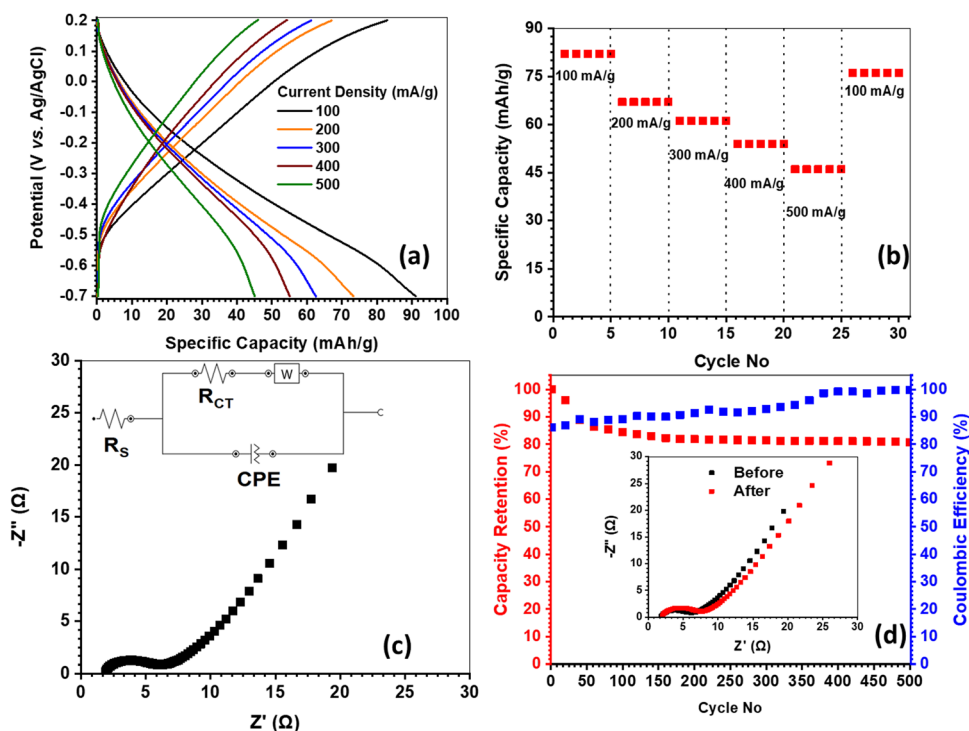 0.2
0.1
0.0
-0.1
-0.2
-0.3
-0.4
-0.5
-0.6
-0.7
Potential (V vs. Ag/AgCl)
Current Density (mA/g)
100
200
300
400
500
(a)
0 10 20 30 40 50 60 70 80 90 100
Specific Capacity (mAh/g)
90
75
60
45
30
15
0
Specific Capacity (mAh/g)
100 mA/g
200 mA/g
300 mA/g
400 mA/g
500 mA/g
100 mA/g
(b)
0 5 10 15 20 25 30
Cycle No
30
25
20
15
10
5
0
-Z'' (Ω)
RS
RCT
W
CPE
(c)
0 5 10 15 20 25 30
Z' (Ω)
100
90
80
70
60
50
40
30
20
10
0
Capacity Retention (%)
30
25
20
15
10
5
0
-Z'' (Ω)
Before
After
0 5 10 15 20 25 30
Z' (Ω)
(d)
100
90
80
70
60
50
40
30
20
10
0
Coulombic Efficiency (%)
0 50 100 150 200 250 300 350 400 450 500
Cycle No